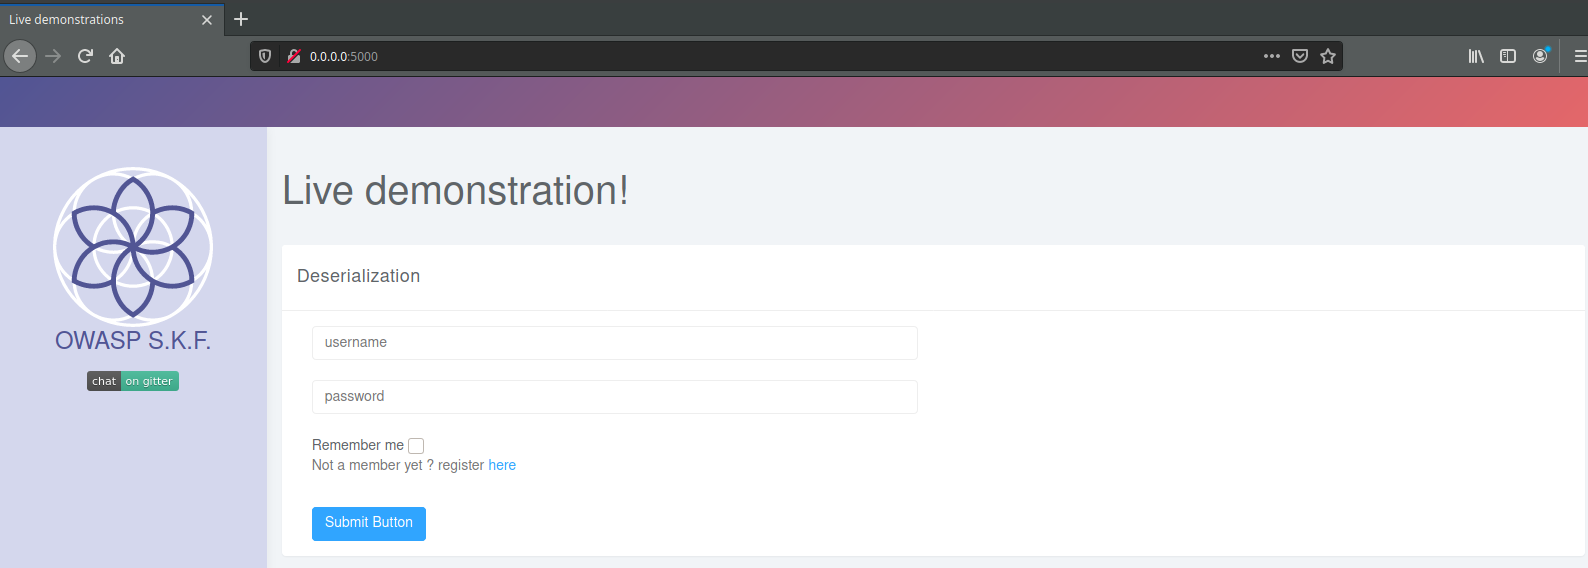 Live demonstrations
0.0.0.0:5000
OWASP S.K.F.
chat on gitter
Live demonstration!
Deserialization
username
password
Remember me
Not a member yet ? register here
Submit Button